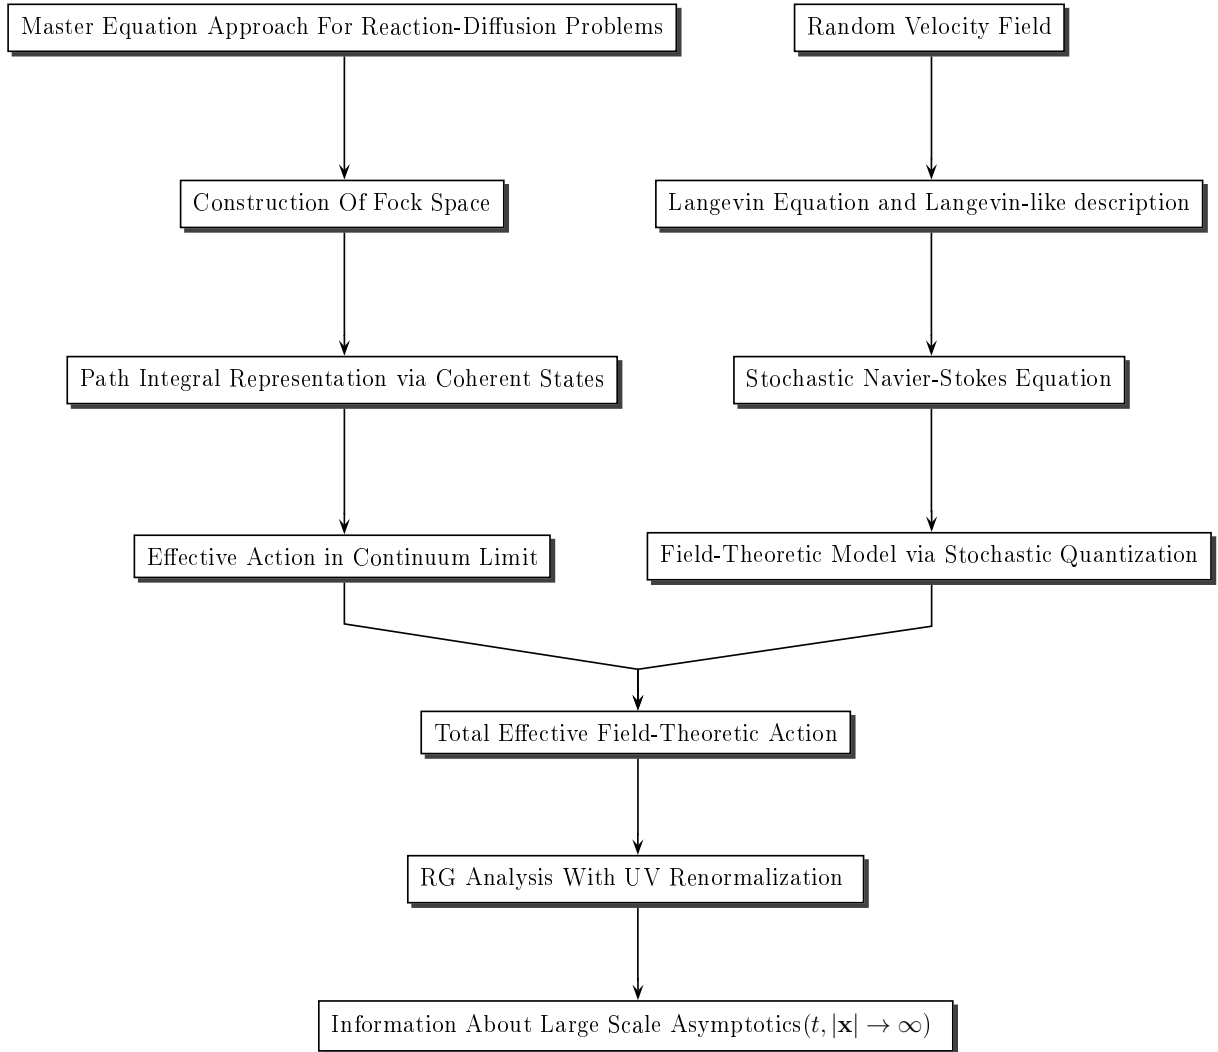 Master Equation Approach For Reaction-Diffusion Problems
Random Velocity Field
Construction Of Fock Space
Langevin Equation and Langevin-like description
Path Integral Representation via Coherent States
Stochastic Navier-Stokes Equation
Effective Action in Continuum Limit
Field-Theoretic Model via Stochastic Quantization
Total Effective Field-Theoretic Action
RG Analysis With UV Renormalization
Information About Large Scale Asymptotics(t, |x| → ∞)